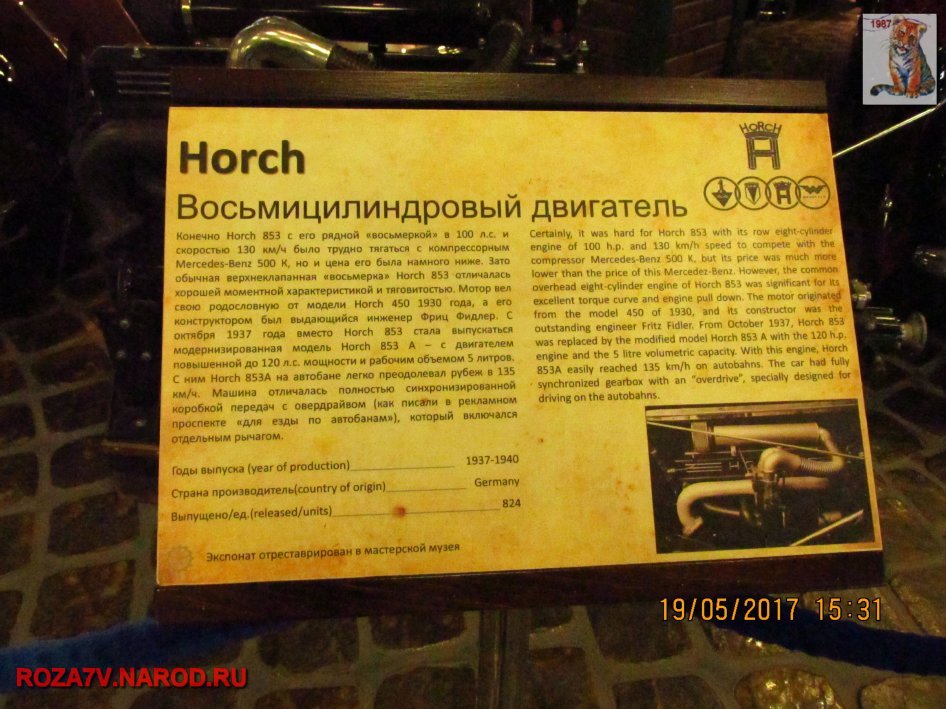 1987
HORCH
Horch
Восьмицилиндровый двигатель
Конечно Horch 853 с его рядной «восьмеркой» в 100 л.с. и
скоростью 130 км/ч было трудно тягаться с компрессорным
Mercedes-Benz 500 K, но и цена его была намного ниже. Зато
обычная верхнеклапанная «восьмерка» Horch 853 отличалась
хорошей моментной характеристикой и тяговитостью. Мотор вел
свою родословную от модели Horch 450 1930 года, а его
конструктором был выдающийся инженер Фриц Фидлер. С
октября 1937 года вместо Horch 853 стала выпускаться
модернизированная модель Horch 853 A – с двигателем
повышенной до 120 л.с. мощности и рабочим объемом 5 литров.
С ним Horch 853A на автобане легко преодолевал рубеж в 135
км/ч. Машина отличалась полностью синхронизированной
коробкой передач с овердрайвом (как писали в рекламном
проспекте «для езды по автобанам»), который включался
отдельным рычагом.
Certainly, it was hard for Horch 853 with its row eight-cylinder
engine of 100 h.p. and 130 km/h speed to compete with the
compressor Mercedes-Benz 500 K, but its price was much more
lower than the price of this Mercedez-Benz. However, the common
overhead eight-cylinder engine of Horch 853 was significant for its
excellent torque curve and engine pull down. The motor originated
from the model 450 of 1930, and its constructor was the
outstanding engineer Fritz Fidler. From October 1937, Horch 853
was replaced by the modified model Horch 853 A with the 120 h.p.
engine and the 5 litre volumetric capacity. With this engine, Horch
853A easily reached 135 km/h on autobahns. The car had fully
synchronized gearbox with an "overdrive", specially designed for
driving on the autobahns.
Годы выпуска (year of production)____ 1937-1940
Страна производитель(country of origin)____ Germany
Выпущено/ед.(released/units)____ 824
Экспонат отреставрирован в мастерской музея
19/05/2017 15:31
ROZA7V.NAROD.RU